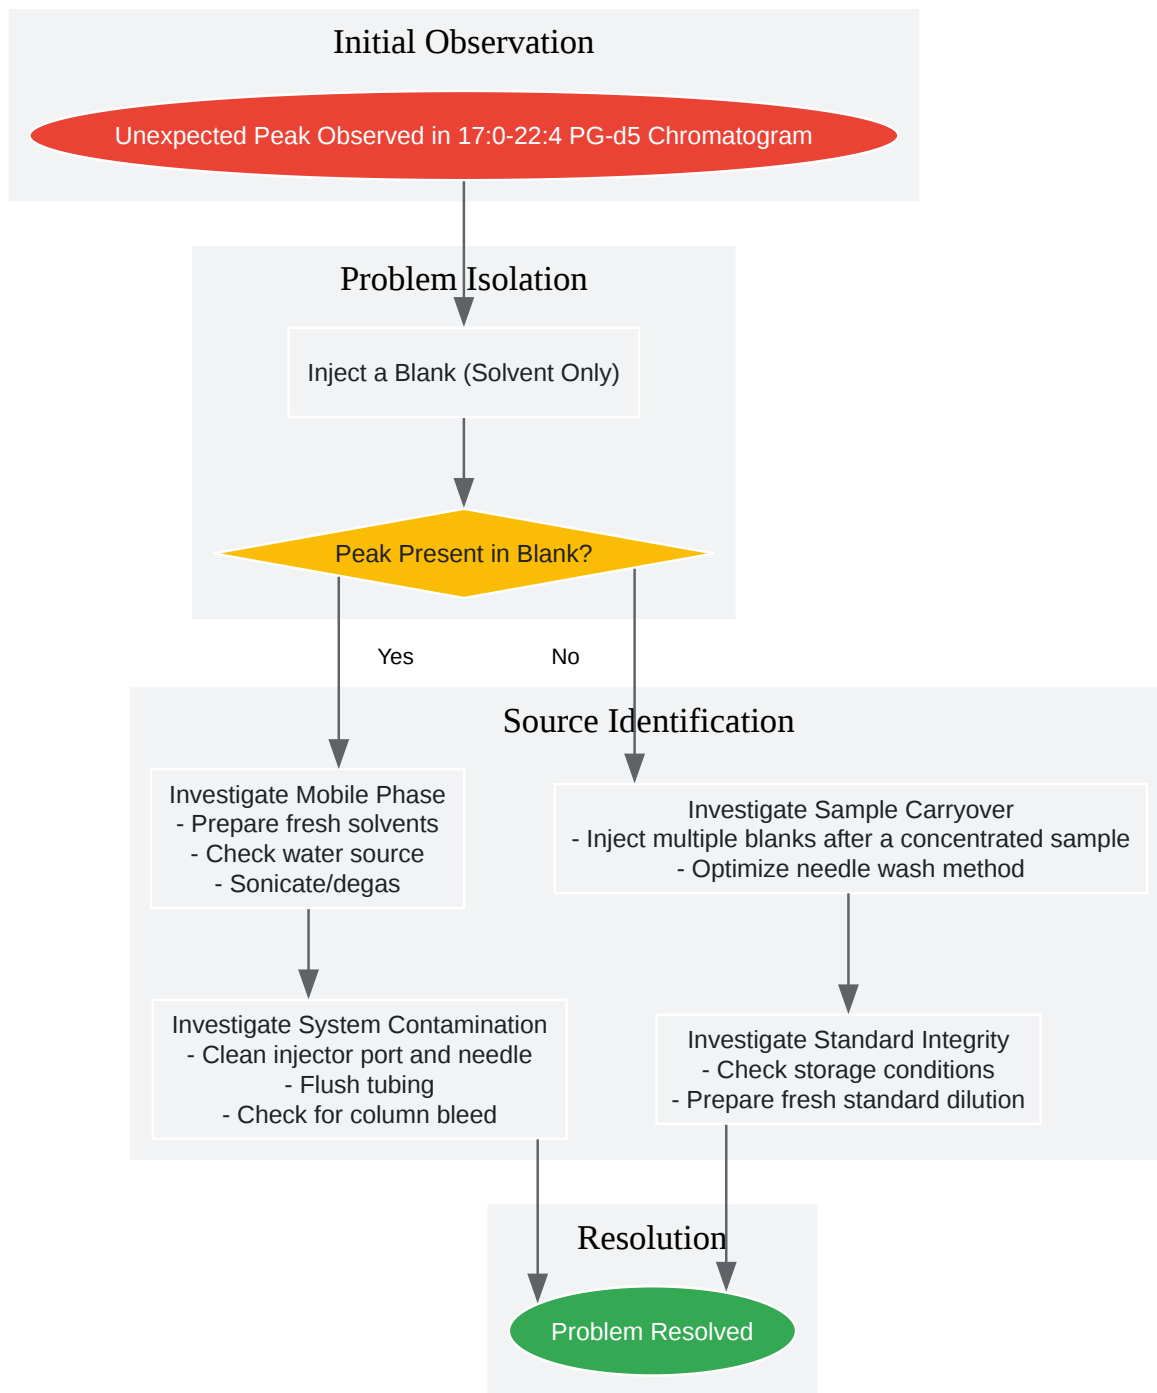 Initial Observation
Unexpected Peak Observed in 17:0-22:4 PG-d5 Chromatogram
Problem Isolation
Inject a Blank (Solvent Only)
Peak Present in Blank?
Yes
No
Source Identification
Investigate Mobile Phase
- Prepare fresh solvents
- Check water source
- Sonicate/degas
Investigate Sample Carryover
- Inject multiple blanks after a concentrated sample
- Optimize needle wash method
Investigate System Contamination
- Clean injector port and needle
- Flush tubing
- Check for column bleed
Investigate Standard Integrity
- Check storage conditions
- Prepare fresh standard dilution
Resolution
Problem Resolved